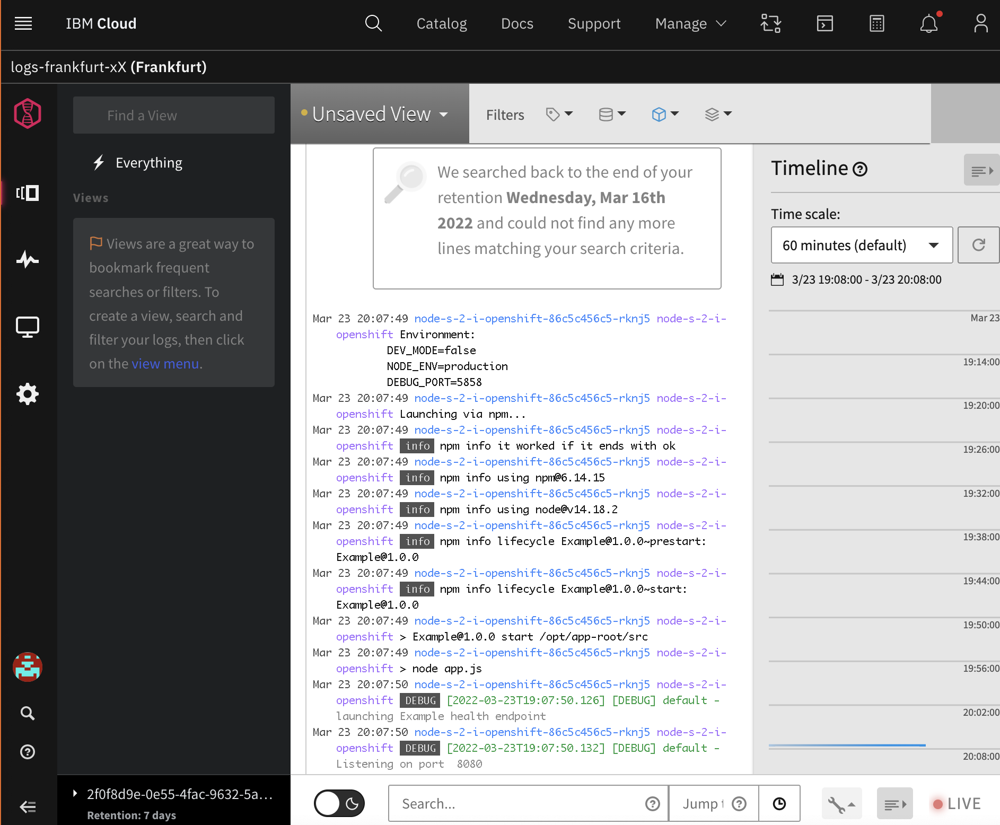 IBM Cloud
Catalog
Docs
Support
Manage
logs-frankfurt-xX (Frankfurt)
Find a View
Everything
Views
Views are a great way to
bookmark frequent
searches or filters. To
create a view, search and
filter your logs, then click
on the view menu.
2f0f8d9e-0e55-4fac-9632-5a...
Retention: 7 days
Unsaved View
Filters
We searched back to the end of your
retention Wednesday, Mar 16th
2022 and could not find any more
lines matching your search criteria.
Mar 23 20:07:49 node-s-2-i-openshift-86c5c456c5-rknj5 node-s-2-i-
openshift Environment:
DEV_MODE=false
NODE_ENV=production
DEBUG_PORT=5858
Mar 23 20:07:49 node-s-2-i-openshift-86c5c456c5-rknj5 node-s-2-i-
openshift Launching via npm...
Mar 23 20:07:49 node-s-2-i-openshift-86c5c456c5-rknj5 node-s-2-i-
openshift info npm info it worked if it ends with ok
Mar 23 20:07:49 node-s-2-i-openshift-86c5c456c5-rknj5 node-s-2-i-
openshift info npm info using npm@6.14.15
Mar 23 20:07:49 node-s-2-i-openshift-86c5c456c5-rknj5 node-s-2-i-
openshift info npm info using node@v14.18.2
Mar 23 20:07:49 node-s-2-i-openshift-86c5c456c5-rknj5 node-s-2-i-
openshift info npm info lifecycle Example@1.0.0~prestart:
Example@1.0.0
Mar 23 20:07:49 node-s-2-i-openshift-86c5c456c5-rknj5 node-s-2-i-
openshift info npm info lifecycle Example@1.0.0~start:
Example@1.0.0
Mar 23 20:07:49 node-s-2-i-openshift-86c5c456c5-rknj5 node-s-2-i-
openshift > Example@1.0.0 start /opt/app-root/src
Mar 23 20:07:49 node-s-2-i-openshift-86c5c456c5-rknj5 node-s-2-i-
openshift > node app.js
Mar 23 20:07:50 node-s-2-i-openshift-86c5c456c5-rknj5 node-s-2-i-
openshift DEBUG [2022-03-23T19:07:50.126] [DEBUG] default -
launching Example health endpoint
Mar 23 20:07:50 node-s-2-i-openshift-86c5c456c5-rknj5 node-s-2-i-
openshift DEBUG [2022-03-23T19:07:50.132] [DEBUG] default -
Listening on port  8080
Search...
Jump t
LIVE
Timeline
Time scale:
60 minutes (default)
3/23 19:08:00 - 3/23 20:08:00
Mar 23
19:14:00
19:20:00
19:26:00
19:32:00
19:38:00
19:44:00
19:50:00
19:56:00
20:02:00
20:08:00